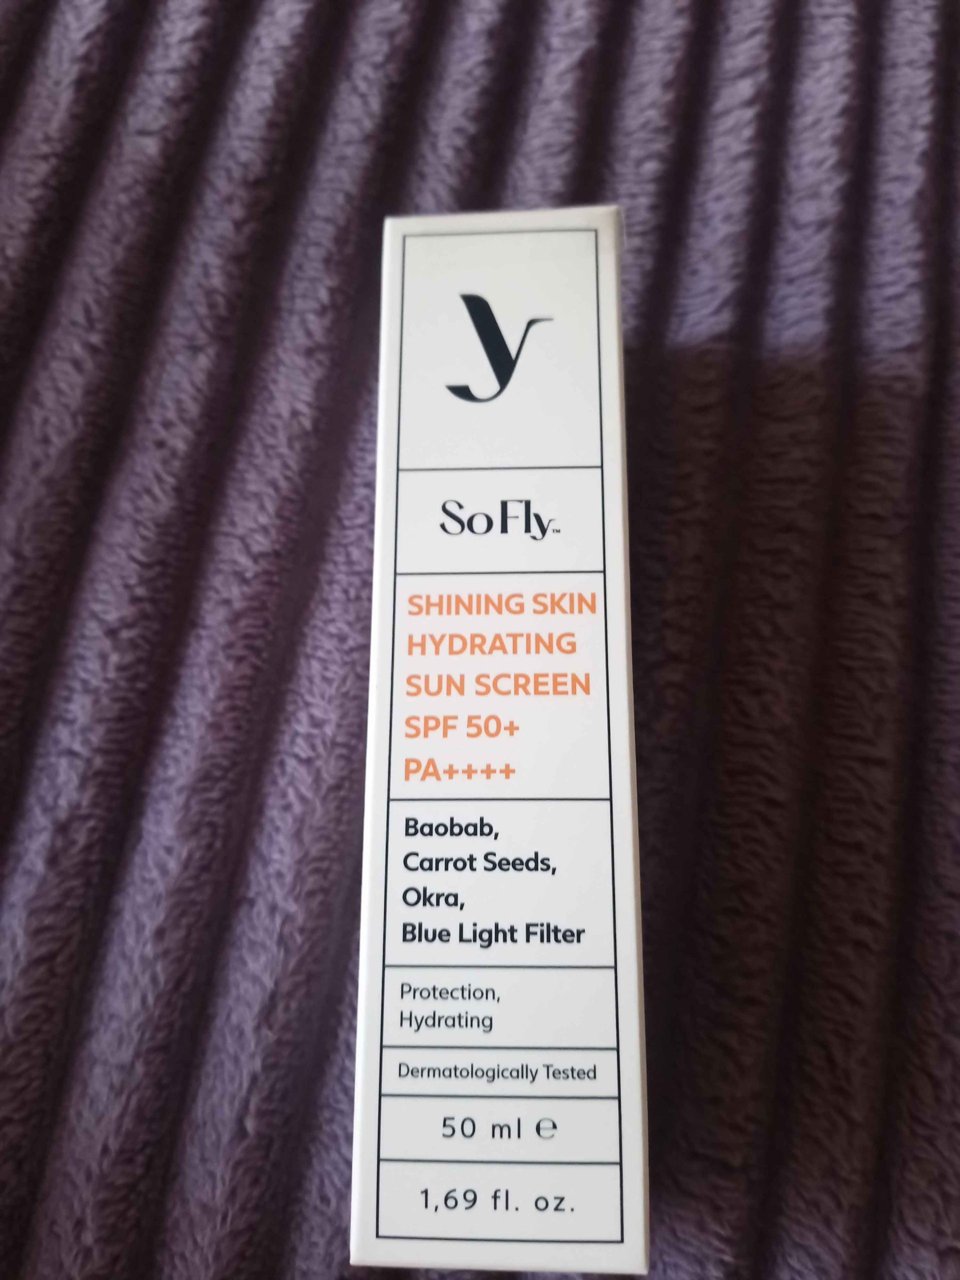 y
SoFly™
SHINING SKIN
HYDRATING
SUN SCREEN
SPF 50+
PA++++
Baobab,
Carrot Seeds,
Okra,
Blue Light Filter
Protection,
Hydrating
Dermatologically Tested
50 ml ℮
1,69 fl. oz.